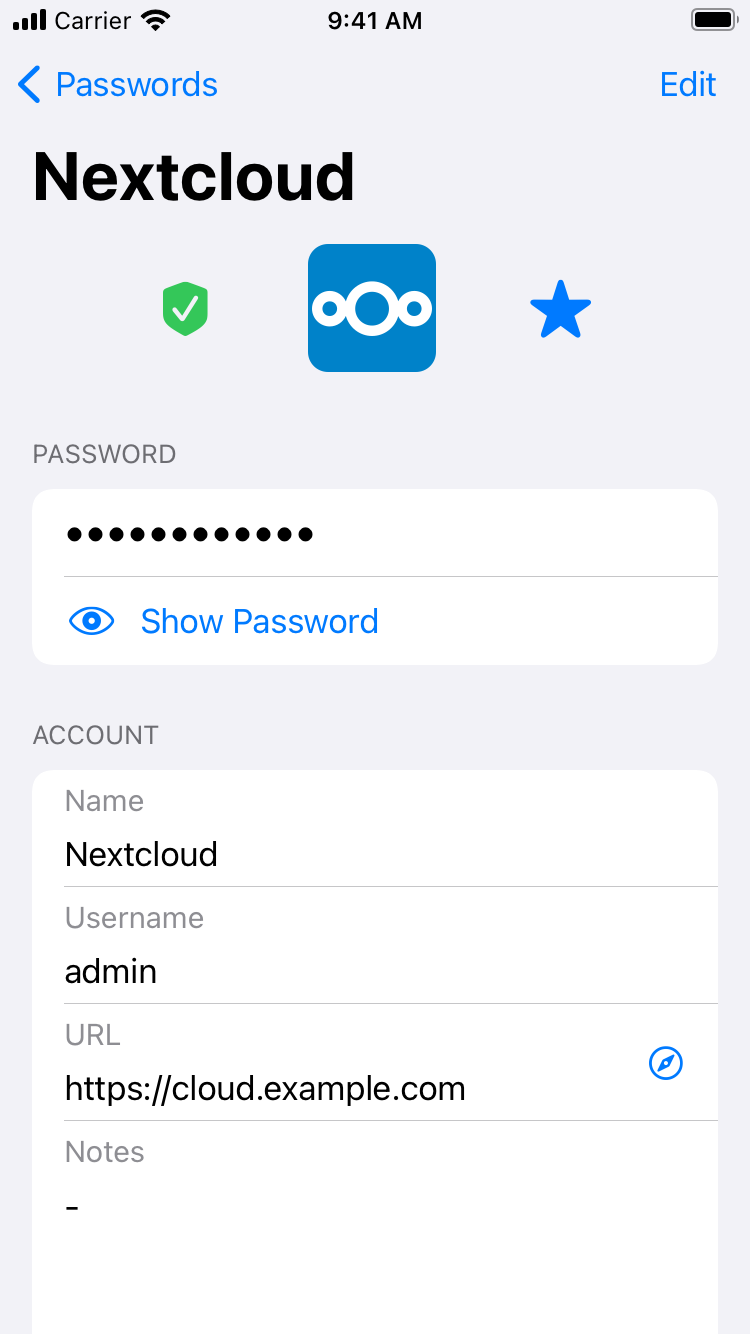 Carrier 9:41 AM
Passwords Edit
Nextcloud
PASSWORD
••••••••••••
Show Password
ACCOUNT
Name
Nextcloud
Username
admin
URL
https://cloud.example.com
Notes
-